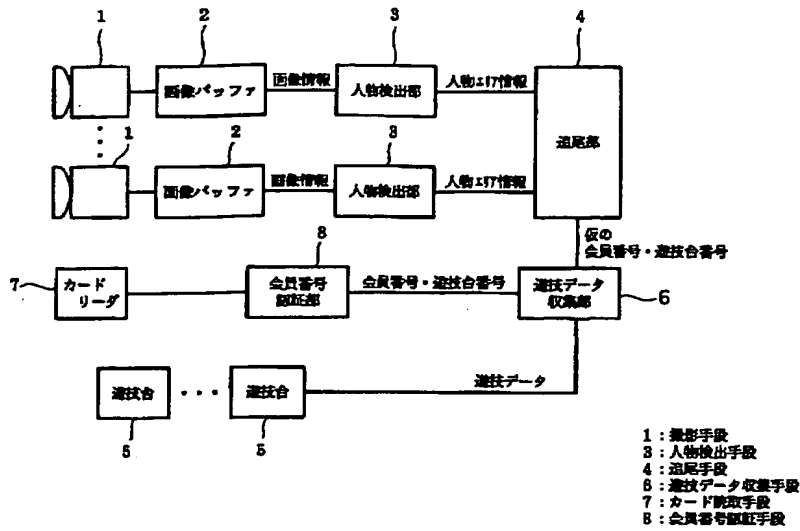 1
2
3
4
画像バッファ
画像情報
人物検出部
人物エリア情報
追尾部
1
2
3
画像バッファ
画像情報
人物検出部
人物エリア情報
仮の
会員番号・遊技台番号
8
7
カード
リーダ
会員番号
認証部
会員番号・遊技台番号
遊技データ
収集部
6
遊技台
遊技台
遊技データ
5
5
1:撮影手段
3:人物検出手段
4:追尾手段
6:遊技データ収集手段
7:カード読取手段
8:会員番号認証手段